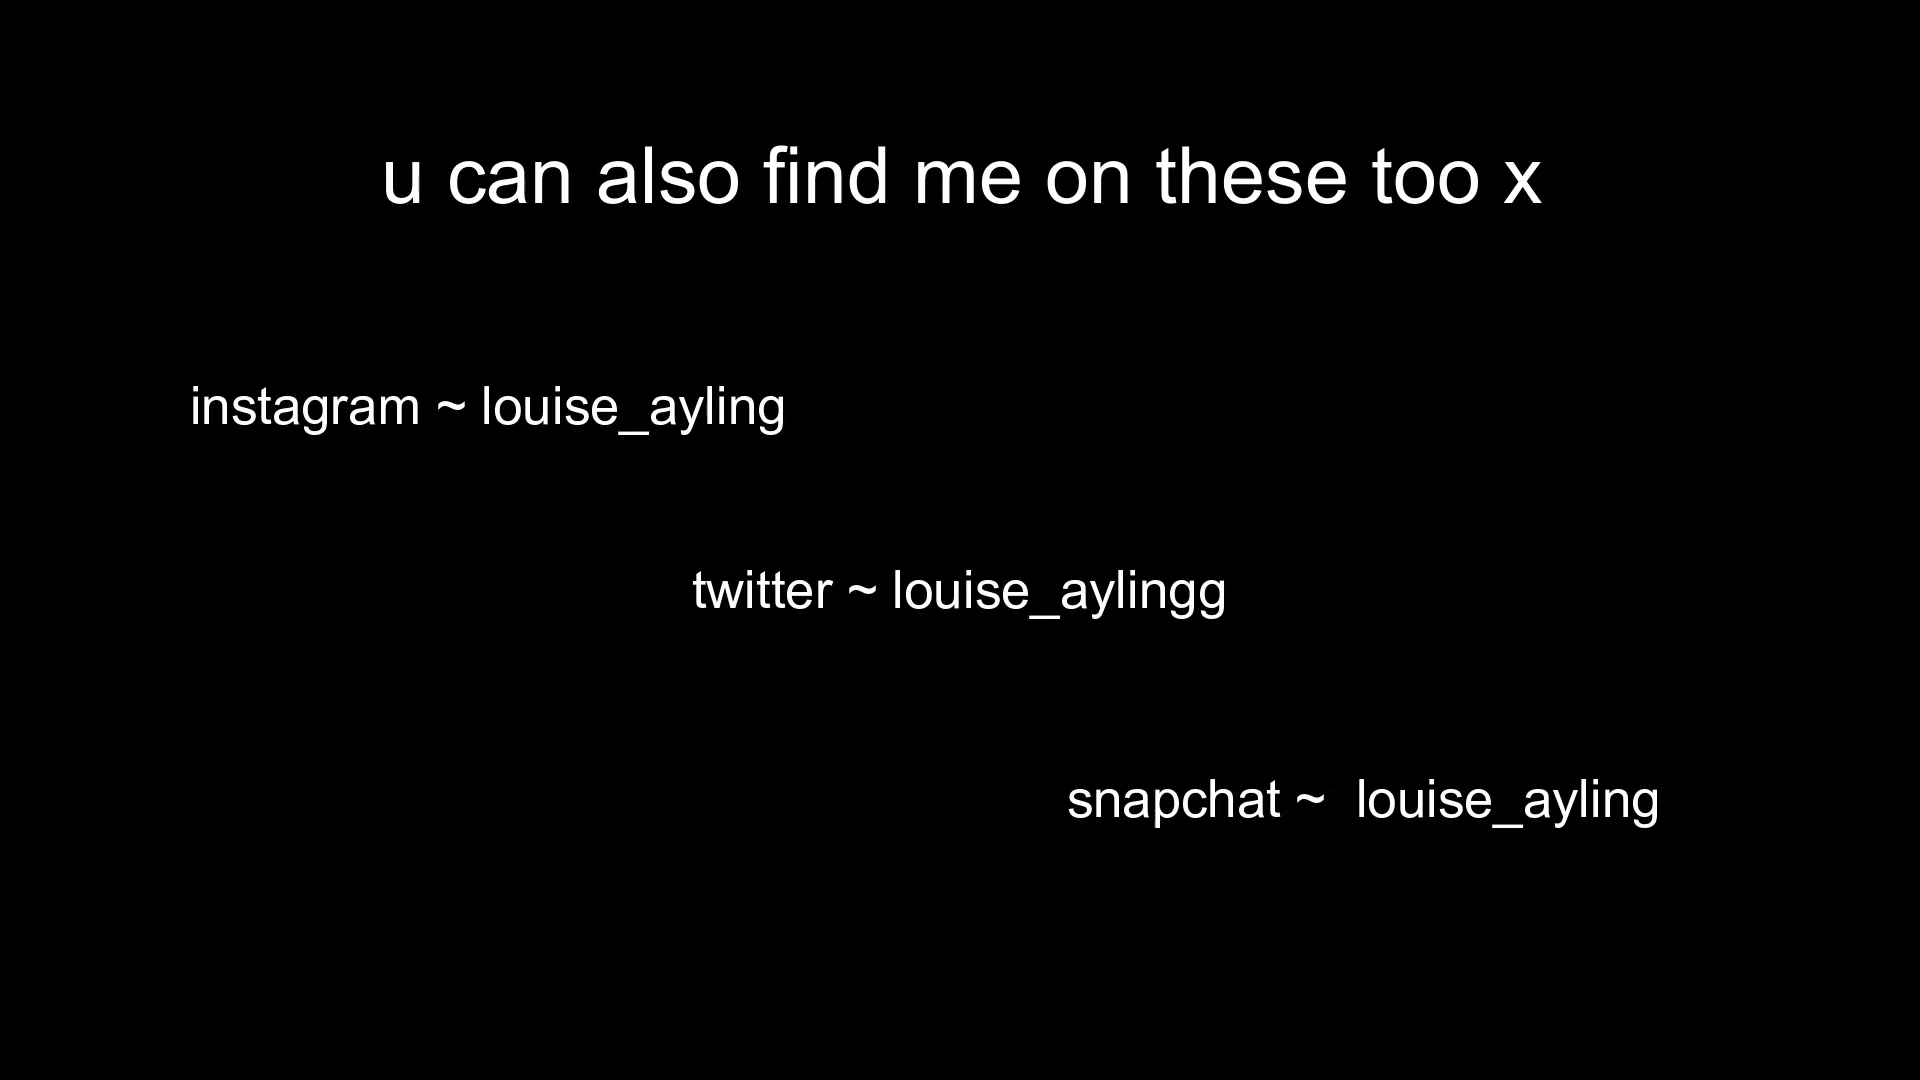 u can also find me on these too x
instagram ~ louise_ayling
twitter ~ louise_aylingg
snapchat ~  louise_ayling